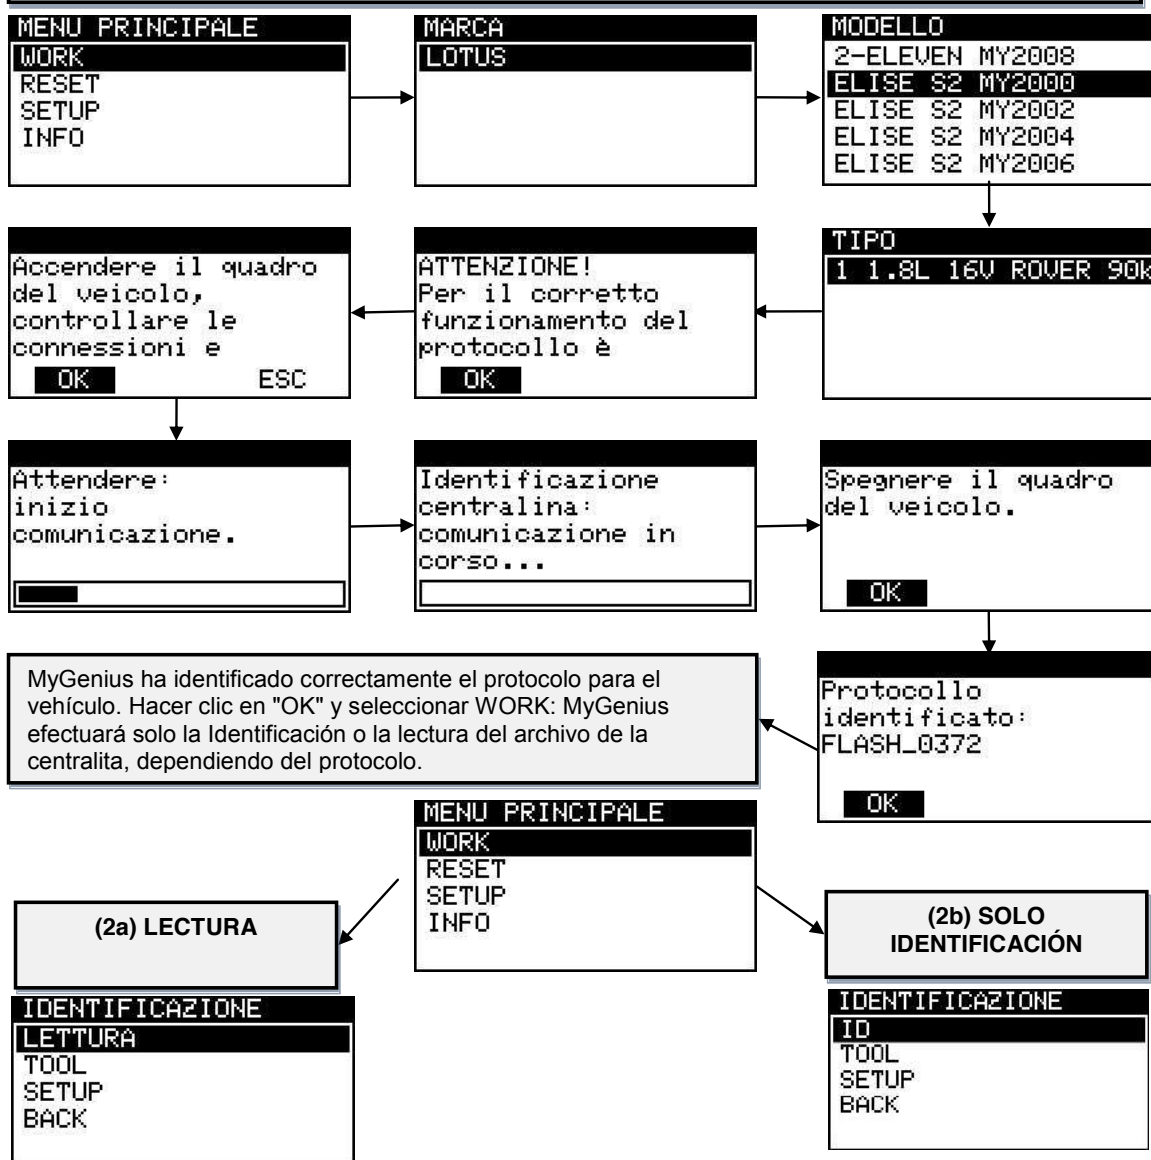 MENU PRINCIPALE
WORK
RESET
SETUP
INFO
MARCA
LOTUS
MODELLO
2-ELEVEN MY2008
ELISE S2 MY2000
ELISE S2 MY2002
ELISE S2 MY2004
ELISE S2 MY2006
TIPO
1 1.8L 16V ROVER 90k
ATTENZIONE!
Per il corretto
funzionamento del
protocollo è
OK
Accendere il quadro
del veicolo,
controllare le
connessioni e
OK ESC
Attendere:
inizio
comunicazione.
Identificazione
centralina:
comunicazione in
corso...
Spegnere il quadro
del veicolo.
OK
Protocollo
identificato:
FLASH_0372
OK
MyGenius ha identificado correctamente el protocolo para el
vehículo. Hacer clic en "OK" y seleccionar WORK: MyGenius
efectuará solo la Identificación o la lectura del archivo de la
centralita, dependiendo del protocolo.
MENU PRINCIPALE
WORK
RESET
SETUP
INFO
(2a) LECTURA
IDENTIFICAZIONE
LETTURA
TOOL
SETUP
BACK
(2b) SOLO
IDENTIFICACIÓN
IDENTIFICAZIONE
ID
TOOL
SETUP
BACK